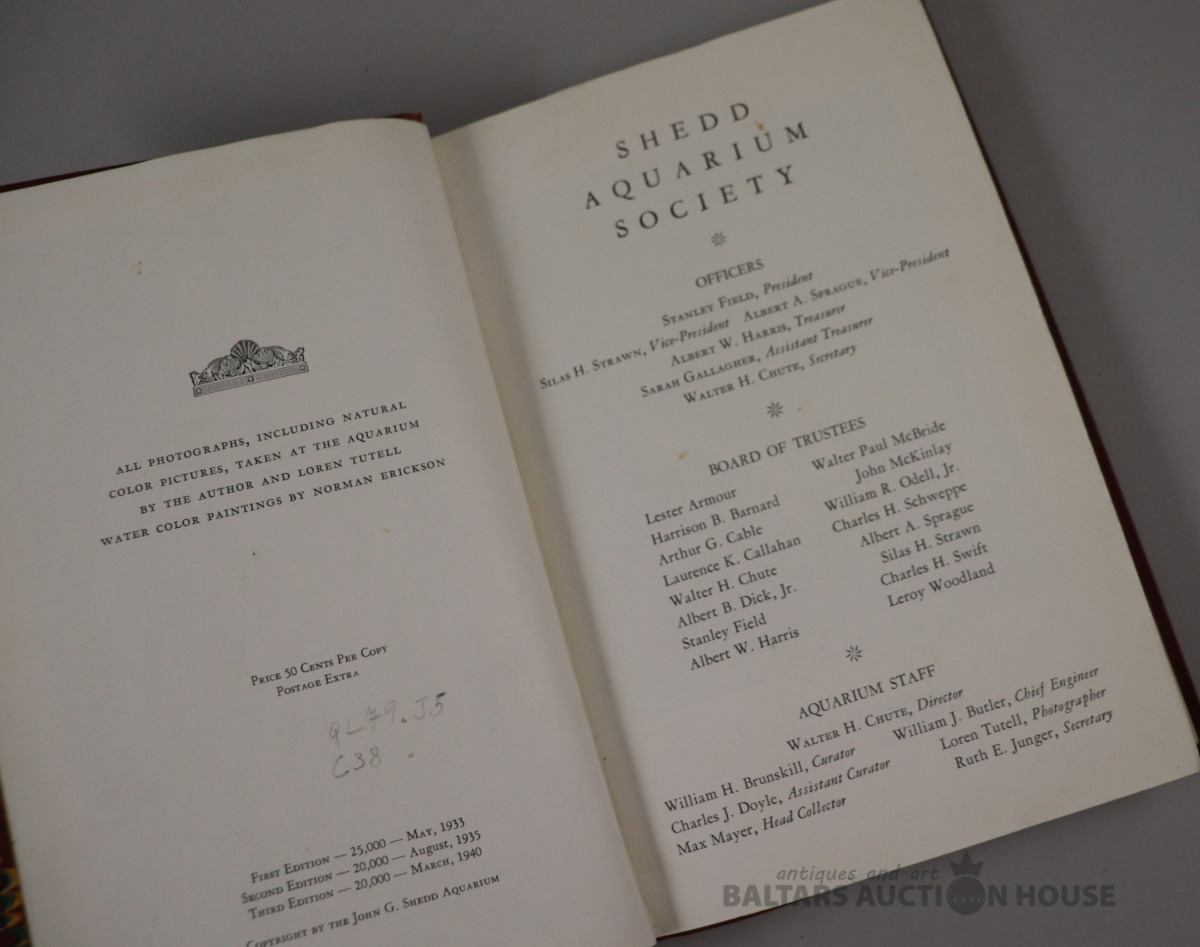 ALL PHOTOGRAPHS, INCLUDING NATURAL
COLOR PICTURES, TAKEN AT THE AQUARIUM
BY THE AUTHOR AND LOREN TUTELL
WATER COLOR PAINTINGS BY NORMAN ERICKSON
PRICE 50 CENTS PER COPY
POSTAGE EXTRA
QL79.J5
C38
FIRST EDITION — 25,000 — MAY, 1933
SECOND EDITION — 20,000 — August, 1935
THIRD EDITION — 20,000 — MARCH, 1940
COPYRIGHT BY THE JOHN G. SHEDD AQUARIUM
SHEDD
AQUARIUM
SOCIETY
OFFICERS
STANLEY FIELD, President
SILAS H. STRAWN, Vice-President ALBERT A. SPRAGUE, Vice-President
ALBERT W. HARRIS, Treasurer
SARAH GALLAGHER, Assistant Treasurer
WALTER H. CHUTE, Secretary
BOARD OF TRUSTEES
Lester Armour
Harrison B. Barnard
Arthur G. Cable
Laurence K. Callahan
Walter H. Chute
Albert B. Dick, Jr.
Stanley Field
Albert W. Harris
Walter Paul McBride
John McKinlay
William R. Odell, Jr.
Charles H. Schweppe
Albert A. Sprague
Silas H. Strawn
Charles H. Swift
Leroy Woodland
AQUARIUM STAFF
WALTER H. CHUTE, Director
William H. Brunskill, Curator
Charles J. Doyle, Assistant Curator
Max Mayer, Head Collector
William J. Butler, Chief Engineer
Loren Tutell, Photographer
Ruth E. Junger, Secretary
antiques and art
BALTARS AUCTION HOUSE